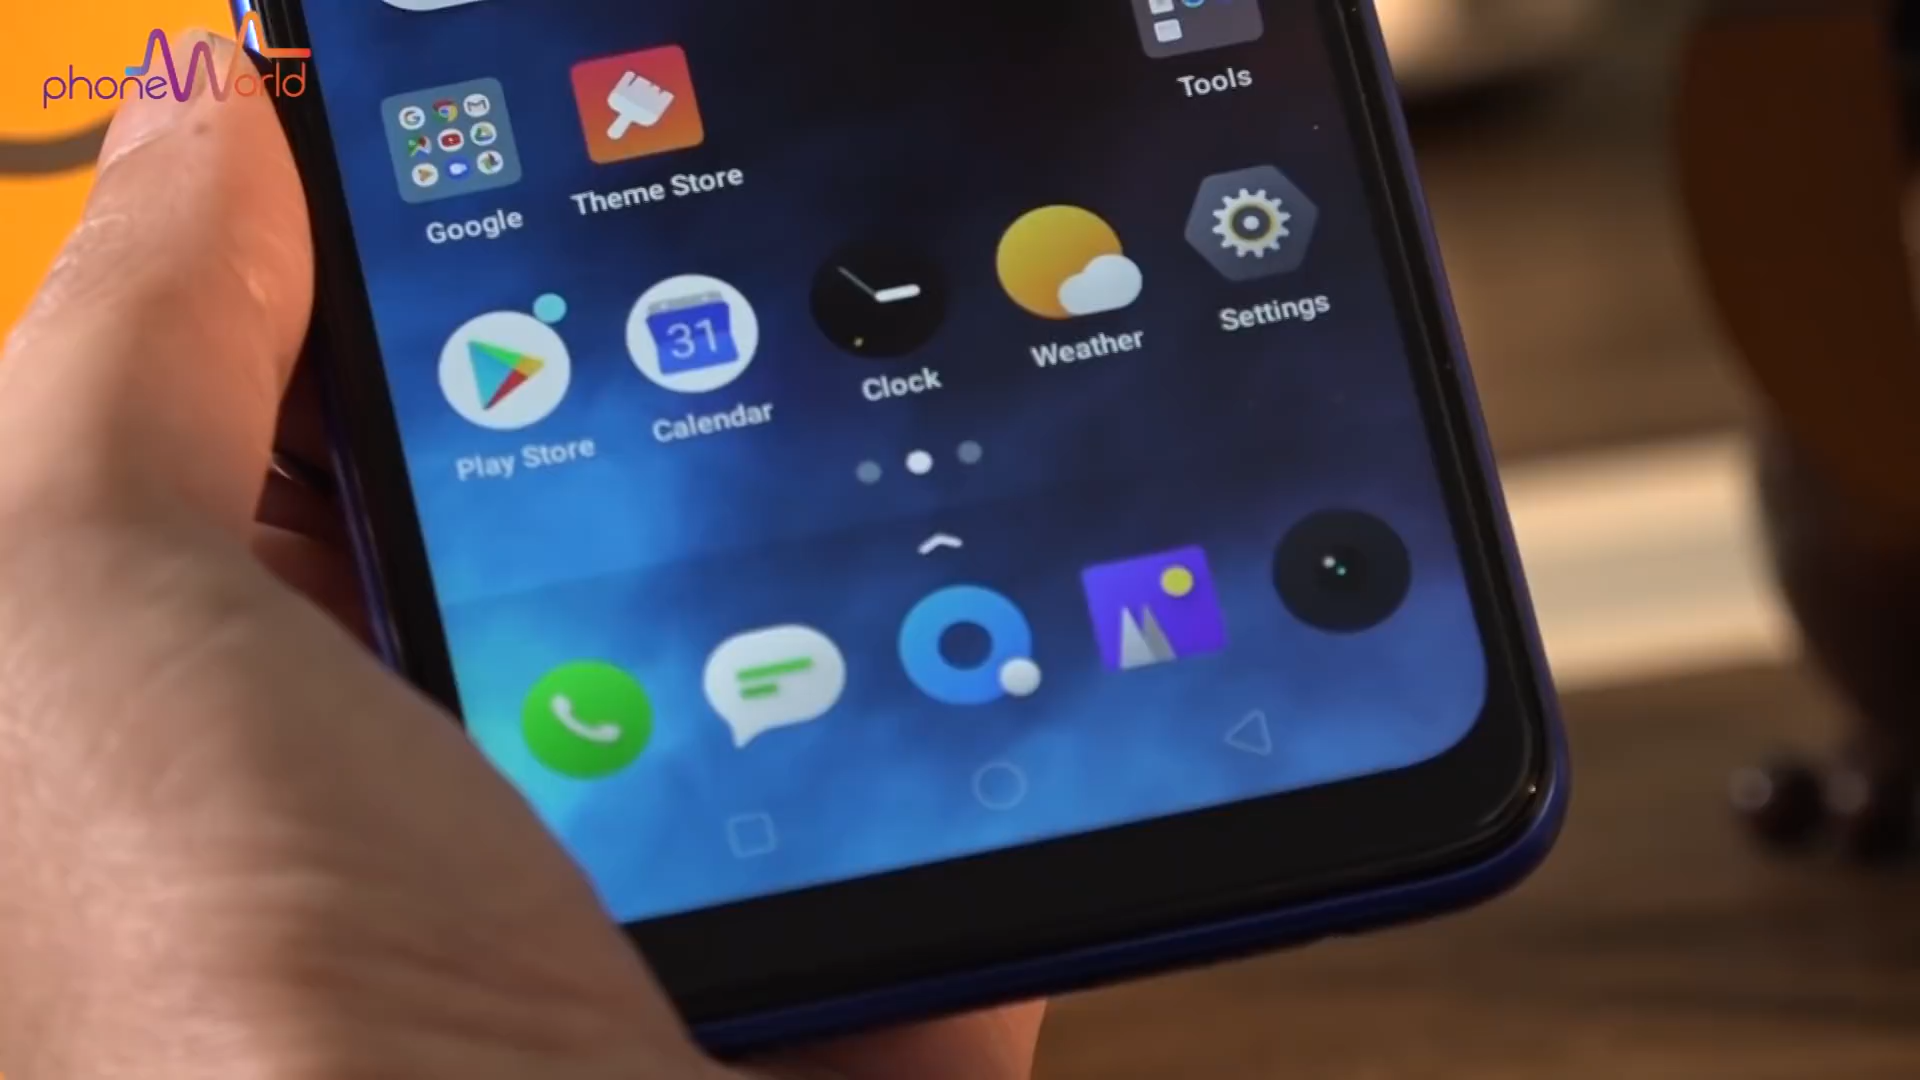 phoneWorld
Tools
Google
Theme Store
Play Store
31
Calendar
Clock
Weather
Settings